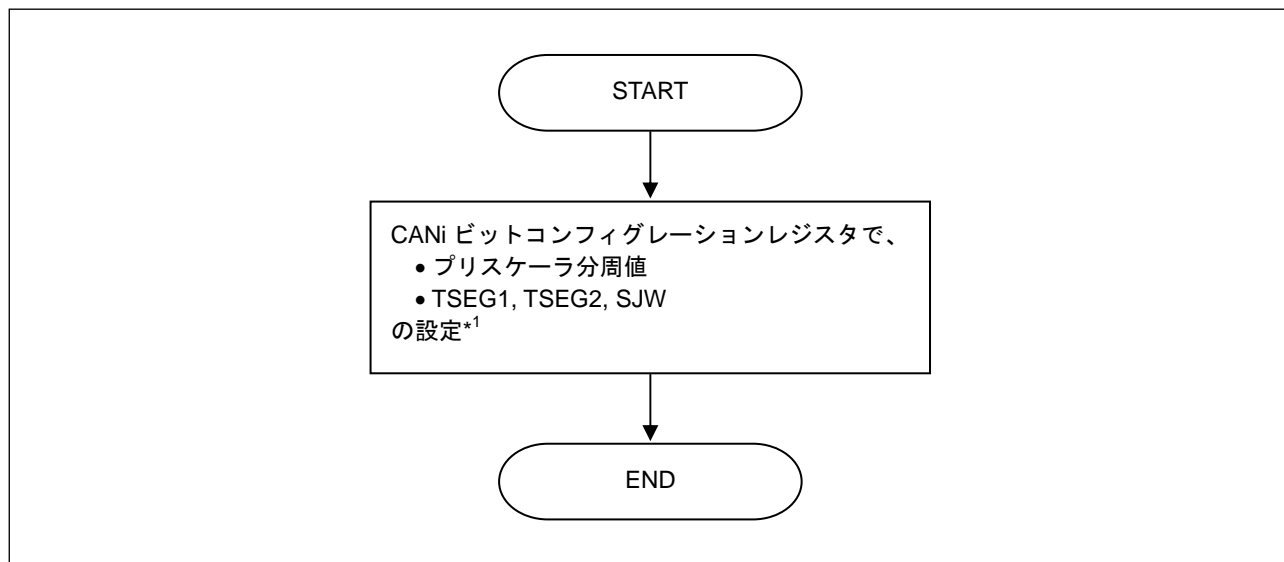 START
CANi ビットコンフィグレーションレジスタで、
• プリスケーラ分周値
• TSEG1, TSEG2, SJW
の設定*1
END